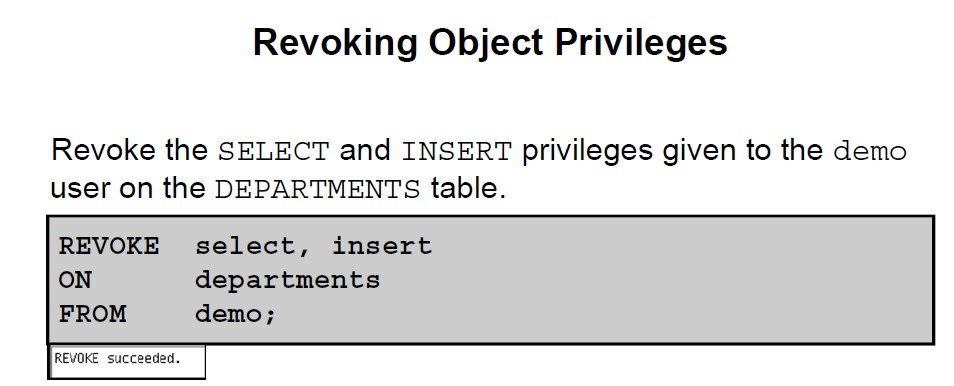 Revoking Object Privileges
Revoke the SELECT and INSERT privileges given to the demo
user on the DEPARTMENTS table.
REVOKE select, insert
ON departments
FROM demo;
REVOKE succeeded.